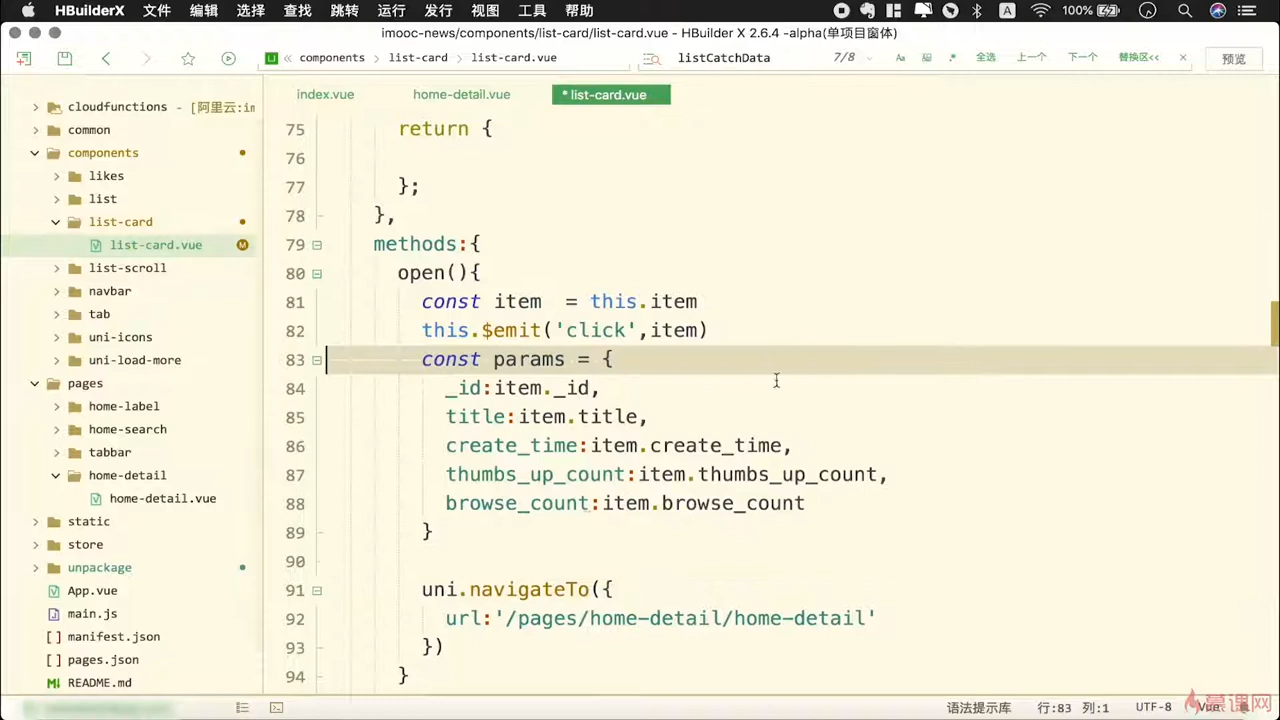 HBuilderX 文件 编辑 选择 查找 跳转 运行 发行 视图 工具 帮助 A 100%
imooc-news/components/list-card/list-card.vue - HBuilder X 2.6.4 -alpha(单项目窗体)
components list-card list-card.vue listCatchData 7/8 Aa .* 全选 上一个 下一个 替换区<< 预览
index.vue home-detail.vue * list-card.vue
cloudfunctions - [阿里云:im
common
components
likes
list
list-card
list-card.vue M
list-scroll
navbar
tab
uni-icons
uni-load-more
pages
home-label
home-search
tabbar
home-detail
home-detail.vue
static
store
unpackage
App.vue
main.js
manifest.json
pages.json
README.md
75 return {
76
77 };
78 },
79 methods:{
80 open(){
81 const item  = this.item
82 this.$emit('click',item)
83 const params = {
84 _id:item._id,
85 title:item.title,
86 create_time:item.create_time,
87 thumbs_up_count:item.thumbs_up_count,
88 browse_count:item.browse_count
89 }
90
91 uni.navigateTo({
92 url:'/pages/home-detail/home-detail'
93 })
94 }
语法提示库 行:83 列:1 UTF-8 Vue
慕课网